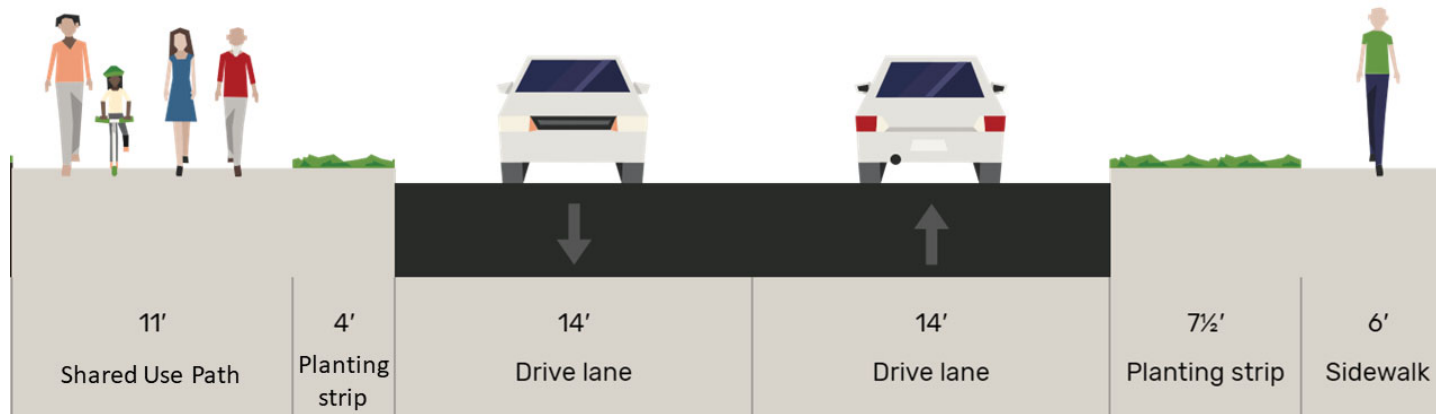 11′ 4′ 14′ 14′ 7½′ 6′
Shared Use Path Planting strip Drive lane Drive lane Planting strip Sidewalk